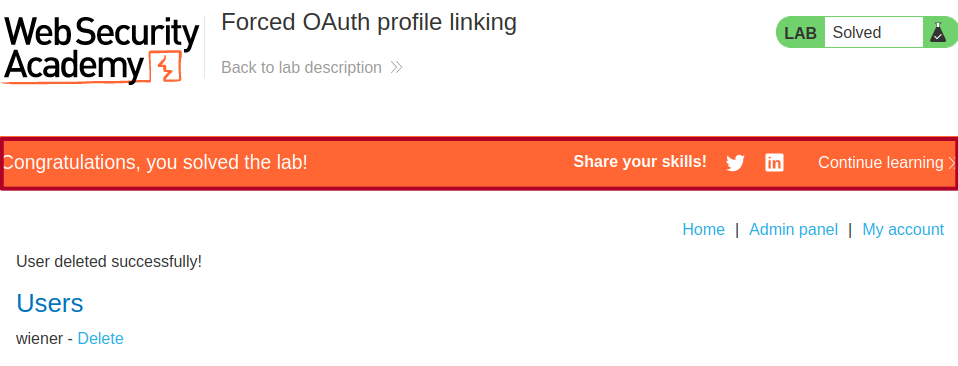 Web Security
Academy
Forced OAuth profile linking
Back to lab description
LAB Solved
Congratulations, you solved the lab!
Share your skills!
Continue learning
Home | Admin panel | My account
User deleted successfully!
Users
wiener - Delete